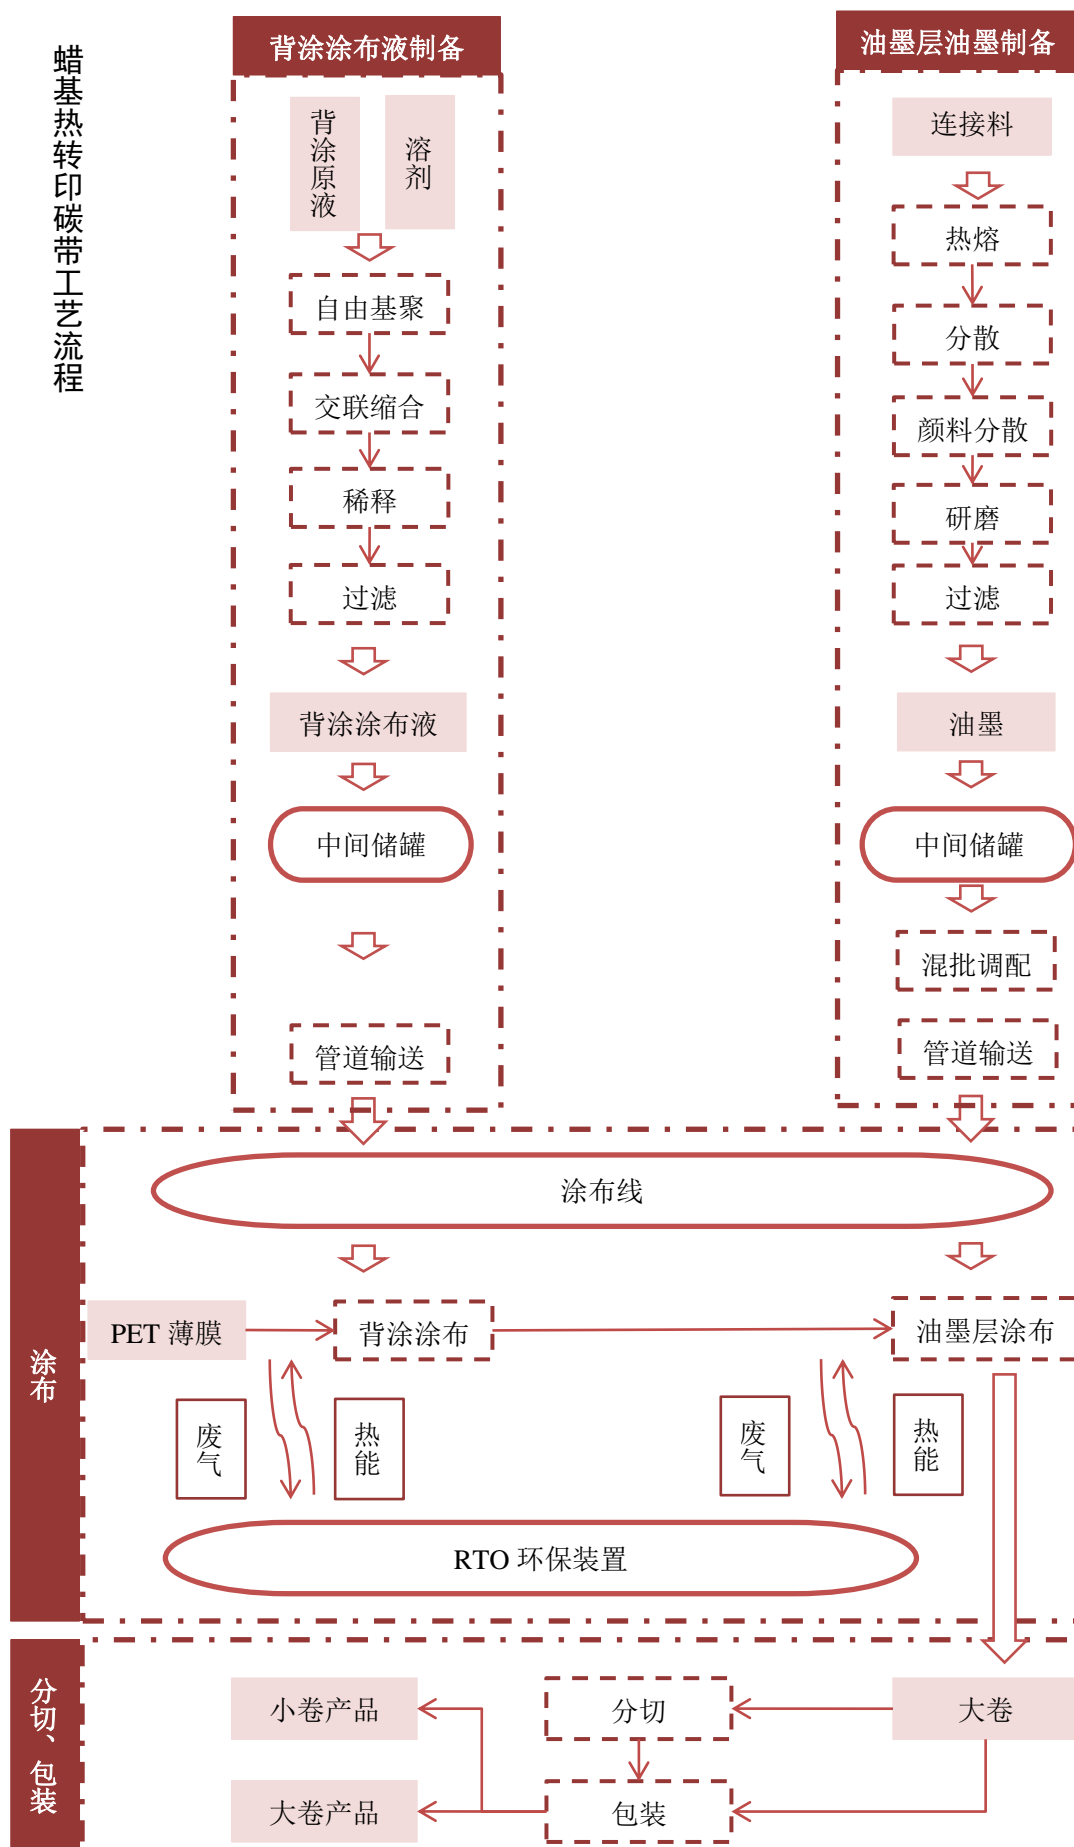 蜡基热转印碳带工艺流程
背涂涂布液制备
背涂原液
溶剂
自由基聚
交联缩合
稀释
过滤
背涂涂布液
中间储罐
管道输送
油墨层油墨制备
连接料
热熔
分散
颜料分散
研磨
过滤
油墨
中间储罐
混批调配
管道输送
涂布
涂布线
PET 薄膜
背涂涂布
油墨层涂布
废气
热能
废气
热能
RTO 环保装置
分切、包装
小卷产品
分切
大卷
大卷产品
包装